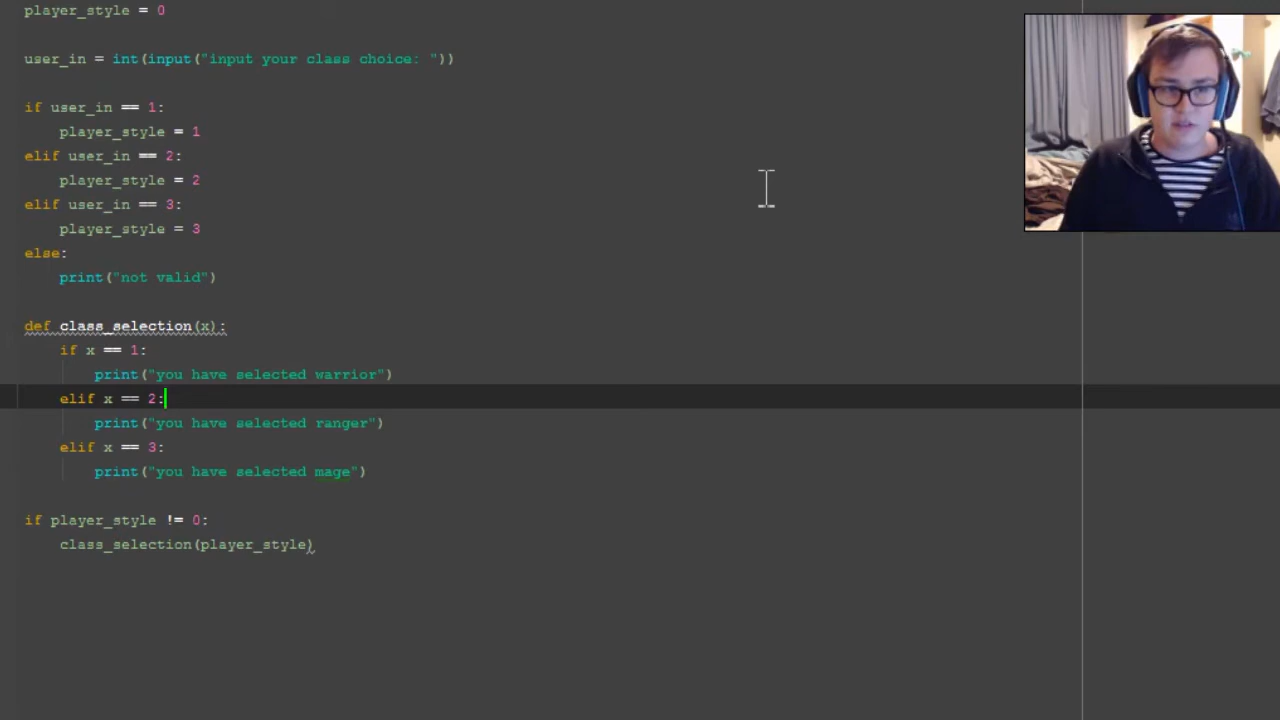 player_style = 0
user_in = int(input("input your class choice: "))
if user_in == 1:
player_style = 1
elif user_in == 2:
player_style = 2
elif user_in == 3:
player_style = 3
else:
print("not valid")
def class_selection(x):
if x == 1:
print("you have selected warrior")
elif x == 2:
print("you have selected ranger")
elif x == 3:
print("you have selected mage")
if player_style != 0:
class_selection(player_style)